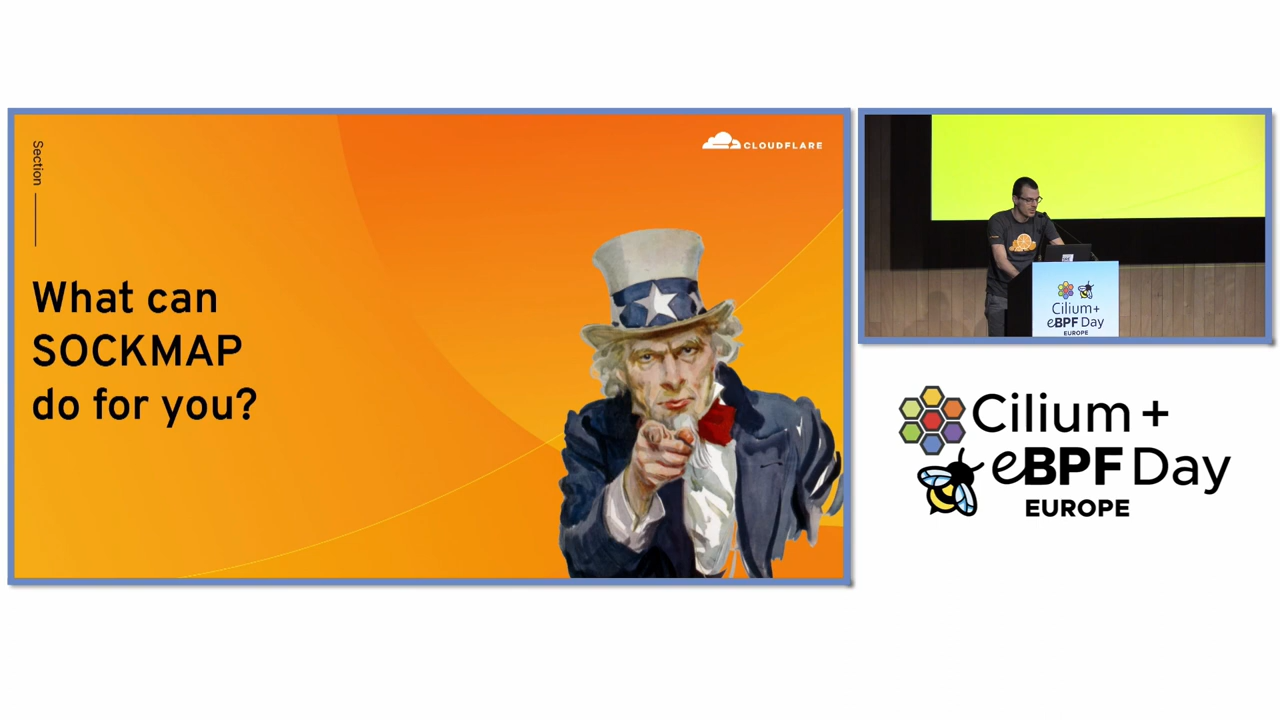 Section
CLOUDFLARE
What can
SOCKMAP
do for you?
Cilium+
eBPF Day
EUROPE
Cilium +
eBPF Day
EUROPE